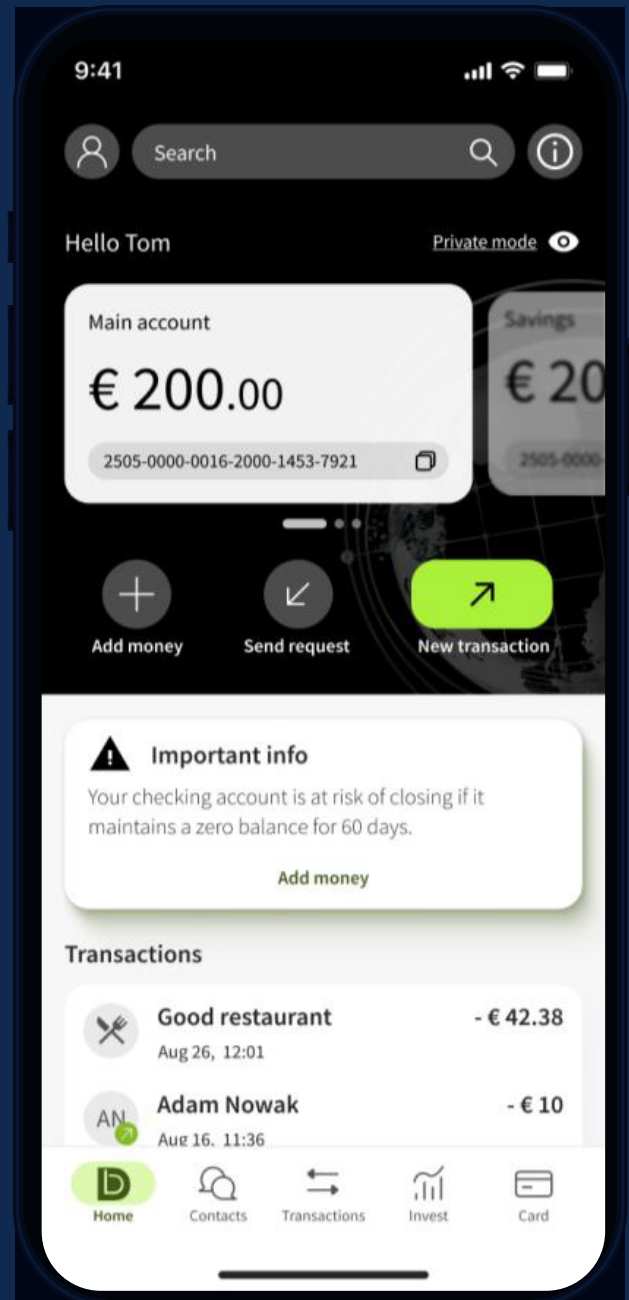 9:41
Search
Hello Tom
Private mode
Main account
€ 200.00
2505-0000-0016-2000-1453-7921
Savings
€ 20
2505-0000-
Add money
Send request
New transaction
Important info
Your checking account is at risk of closing if it
maintains a zero balance for 60 days.
Add money
Transactions
Good restaurant
- € 42.38
Aug 26, 12:01
AN
Adam Nowak
- € 10
Aug 16, 11:36
Home
Contacts
Transactions
Invest
Card